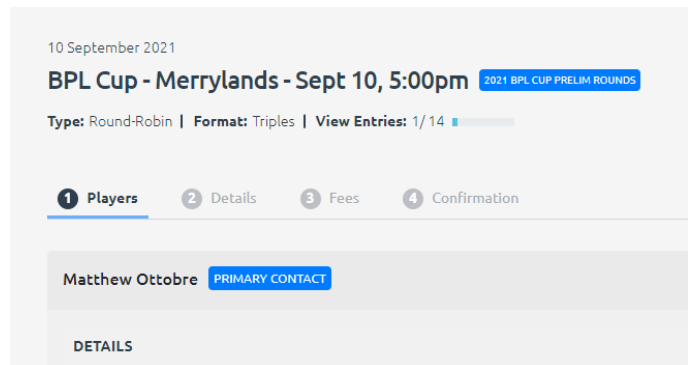 10 September 2021
BPL Cup - Merrylands - Sept 10, 5:00pm 2021 BPL CUP PRELIM ROUNDS
Type: Round-Robin | Format: Triples | View Entries: 1/ 14
1 Players 2 Details 3 Fees 4 Confirmation
Matthew Ottobre PRIMARY CONTACT
DETAILS